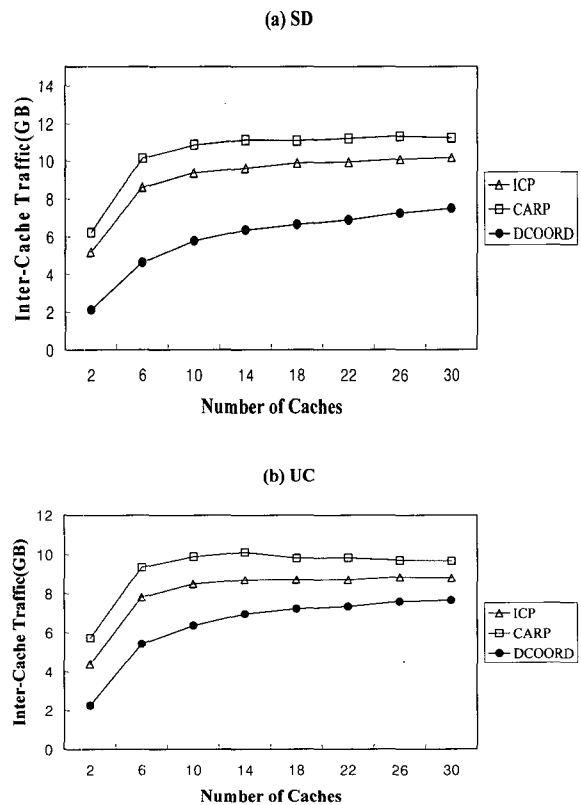 (a) SD
Inter-Cache Traffic(GB)
14
12
10
8
6
4
2
0
2 6 10 14 18 22 26 30
Number of Caches
ICP
CARP
DCOORD
(b) UC
Inter-Cache Traffic(GB)
12
10
8
6
4
2
0
2 6 10 14 18 22 26 30
Number of Caches
ICP
CARP
DCOORD